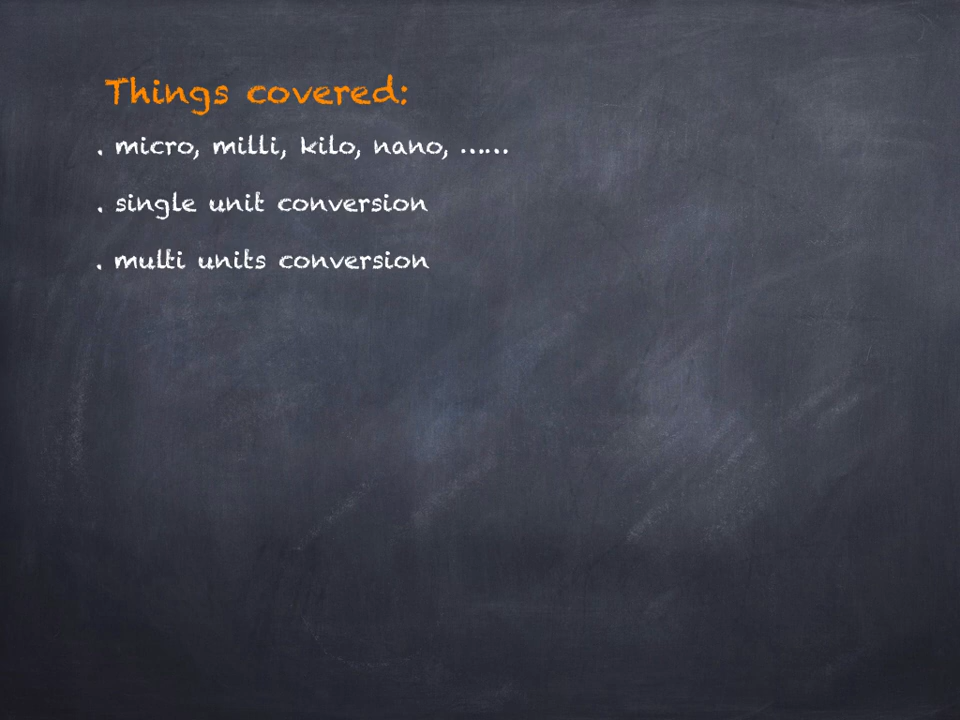 Things covered:
. micro, milli, kilo, nano, ......
. single unit conversion
. multi units conversion